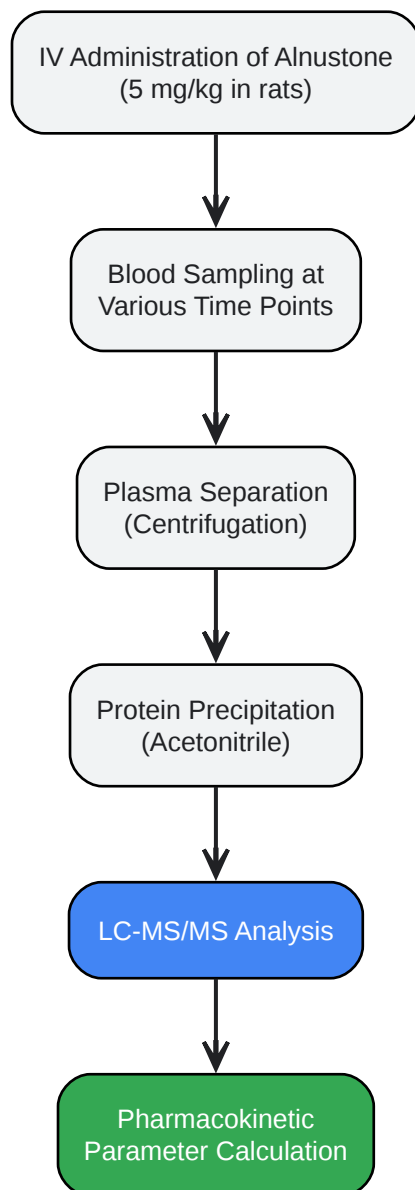 IV Administration of Alnustone
(5 mg/kg in rats)
Blood Sampling at
Various Time Points
Plasma Separation
(Centrifugation)
Protein Precipitation
(Acetonitrile)
LC-MS/MS Analysis
Pharmacokinetic
Parameter Calculation